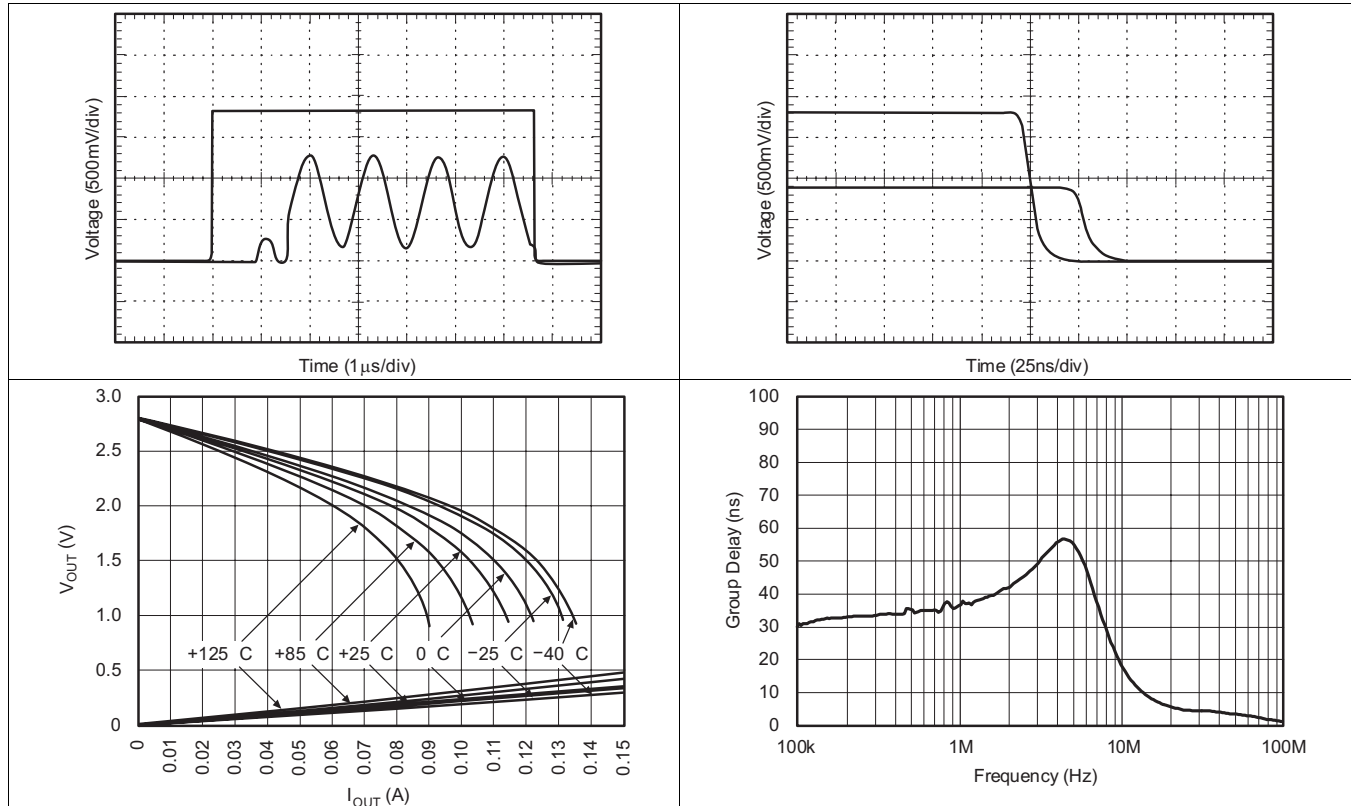 Voltage (500mV/div)
Time (1μs/div)
Voltage (500mV/div)
Time (25ns/div)
V_OUT (V)
3.0
2.5
2.0
1.5
1.0
0.5
0
+125 C +85 C +25 C 0 C −25 C −40 C
0 0.01 0.02 0.03 0.04 0.05 0.06 0.07 0.08 0.09 0.10 0.11 0.12 0.13 0.14 0.15
I_OUT (A)
Group Delay (ns)
100
90
80
70
60
50
40
30
20
10
0
100k 1M 10M 100M
Frequency (Hz)